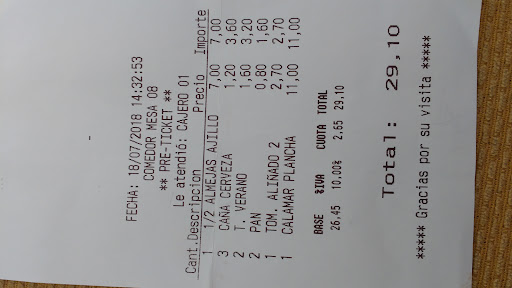 FECHA: 18/07/2018 14:32:53
COMEDOR MESA 08
** PRE-TICKET **
Le atendió: CAJERO 01
Cant.Descripcion Precio Importe
1 1/2 ALMEJAS AJILLO 7,00 7,00
3 CAÑA CERVEZA 1,20 3,60
2 T. VERANO 1,60 3,20
2 PAN 0,80 1,60
1 TOM. ALIÑADO 2 2,70 2,70
1 CALAMAR PLANCHA 11,00 11,00
BASE %IVA CUOTA TOTAL
26,45 10.00% 2,65 29,10
Total: 29,10
***** Gracias por su visita *****